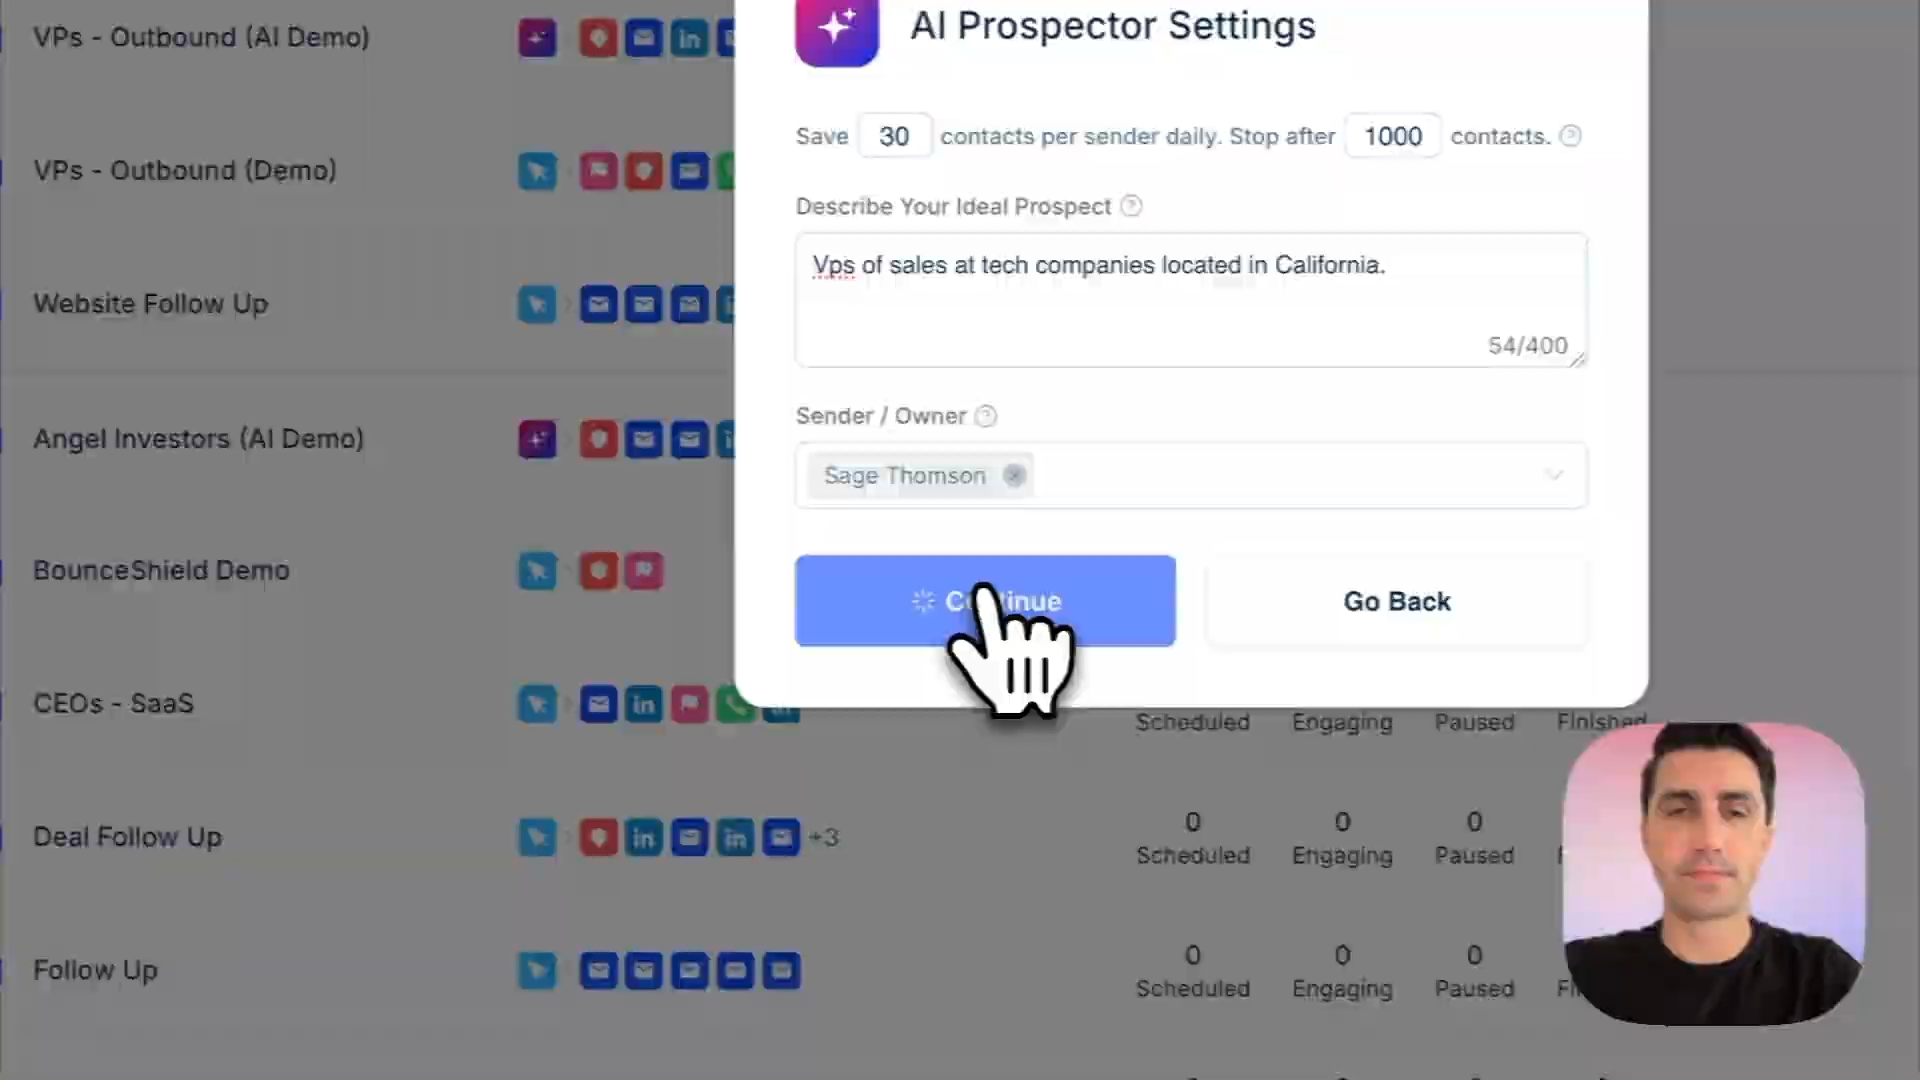 AI Prospector Settings
VPs - Outbound (AI Demo)
Save 30 contacts per sender daily. Stop after 1000 contacts.
VPs - Outbound (Demo)
Describe Your Ideal Prospect
Vps of sales at tech companies located in California.
Website Follow Up
54/400
Sender / Owner
Angel Investors (AI Demo)
Sage Thomson
BounceShield Demo
Continue
Go Back
CEOs - SaaS
Scheduled Engaging Paused Finished
0 0 0
Deal Follow Up +3
Scheduled Engaging Paused
0 0 0
Follow Up
Scheduled Engaging Paused